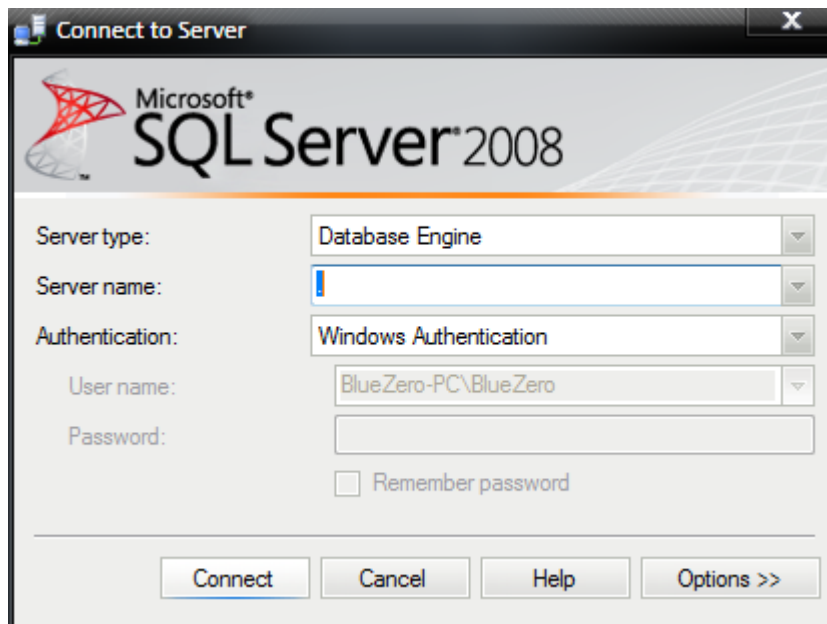 Connect to Server
X
Microsoft®
SQL Server® 2008
™
Server type: Database Engine
Server name: .
Authentication: Windows Authentication
User name: BlueZero-PC\BlueZero
Password:
Remember password
Connect Cancel Help Options >>